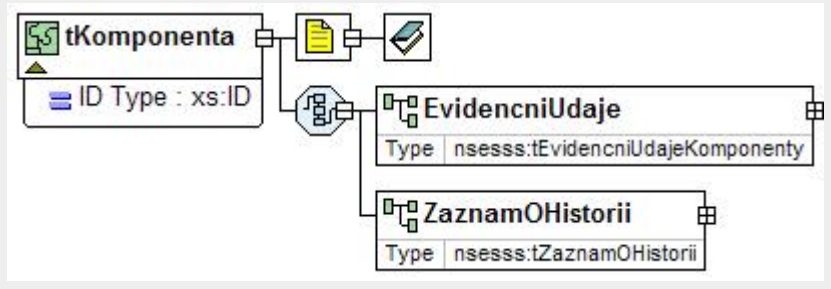 tKomponenta
ID Type : xs:ID
EvidencniUdaje
Type nsesss:tEvidencniUdajeKomponenty
ZaznamOHistorii
Type nsesss:tZaznamOHistorii